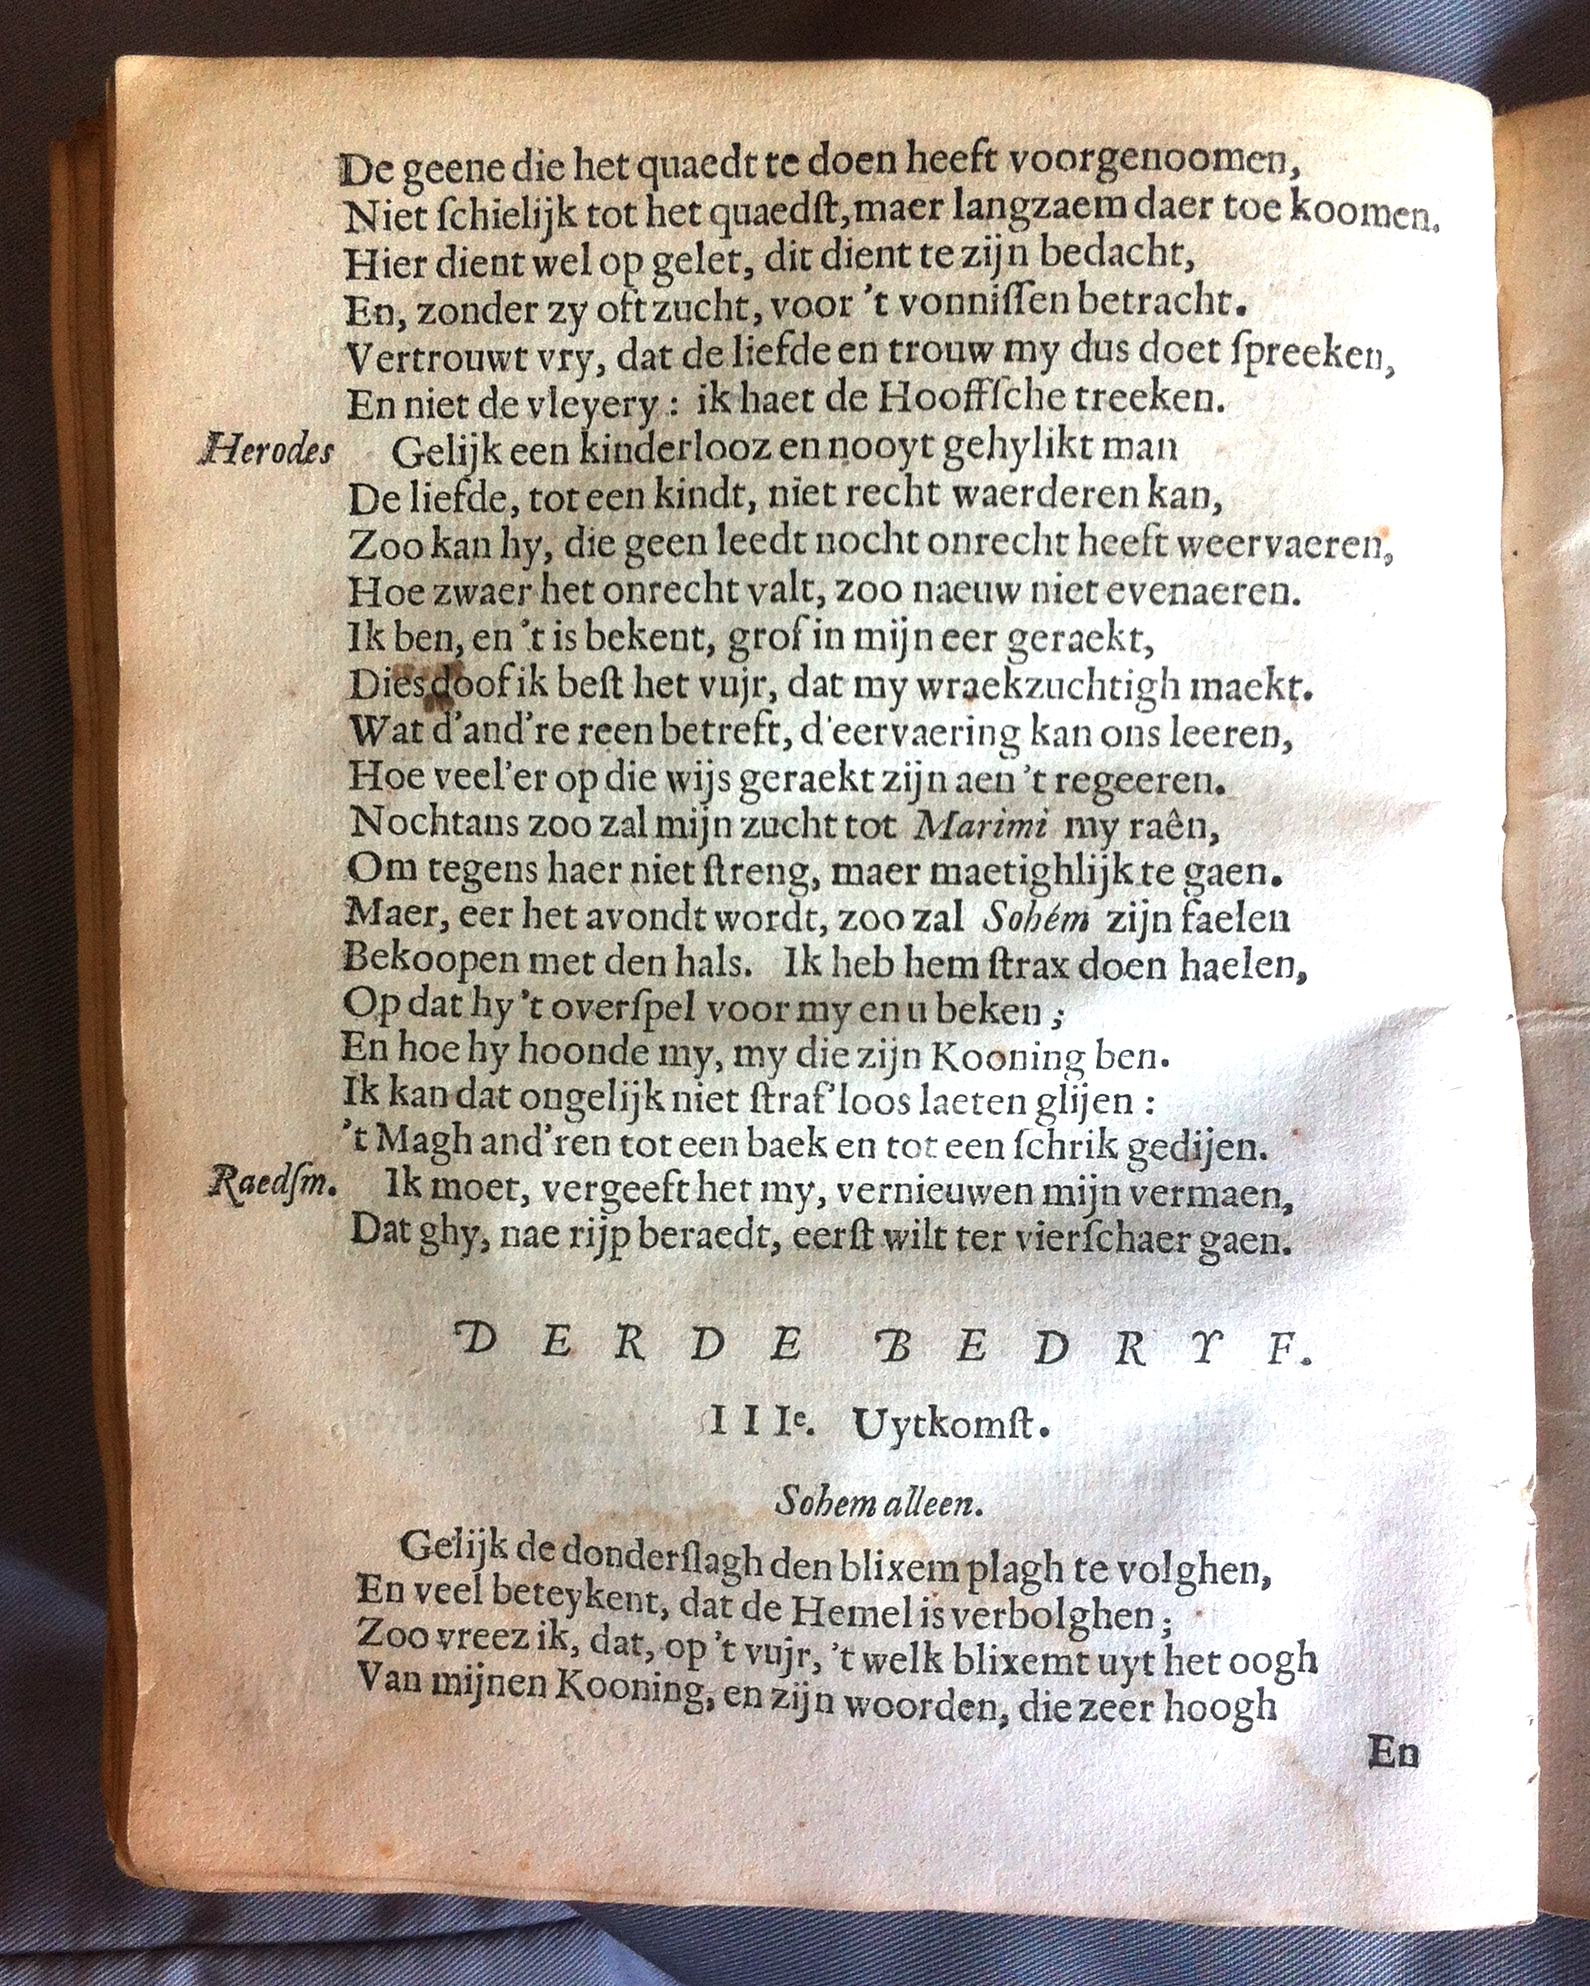 De geene die het quaedt te doen heeft voorgenoomen,
Niet ſchielijk tot het quaedſt, maer langzaem daer toe koomen.
Hier dient wel op gelet, dit dient te zijn bedacht,
En, zonder zy oft zucht, voor 't vonniſſen betracht.
Vertrouwt vry, dat de liefde en trouw my dus doet ſpreeken,
En niet de vleyery: ik haet de Hooffſche treeken.
Herodes Gelijk een kinderlooz en nooyt gehylikt man
De liefde, tot een kindt, niet recht waerderen kan,
Zoo kan hy, die geen leedt nocht onrecht heeft weervaeren,
Hoe zwaer het onrecht valt, zoo naeuw niet evenaeren.
Ik ben, en 't is bekent, grof in mijn eer geraekt,
Dies doof ik beſt het vujr, dat my wraekzuchtigh maekt.
Wat d'and're reen betreft, d'eervaering kan ons leeren,
Hoe veel'er op die wijs geraekt zijn aen 't regeeren.
Nochtans zoo zal mijn zucht tot Marimi my raên,
Om tegens haer niet ſtreng, maer maetighlijk te gaen.
Maer, eer het avondt wordt, zoo zal Sohém zijn faelen
Bekoopen met den hals. Ik heb hem ſtrax doen haelen,
Op dat hy 't overſpel voor my en u beken;
En hoe hy hoonde my, my die zijn Kooning ben.
Ik kan dat ongelijk niet ſtraf'loos laeten glijen:
't Magh and'ren tot een baek en tot een ſchrik gedijen.
Raedſm. Ik moet, vergeeft het my, vernieuwen mijn vermaen,
Dat ghy, nae rijp beraedt, eerſt wilt ter vierſchaer gaen.
DERDE BEDRYF.
IIIe. Uytkomſt.
Sohem alleen.
Gelijk de donderſlagh den blixem plagh te volghen,
En veel beteykent, dat de Hemel is verbolghen;
Zoo vreez ik, dat, op 't vujr, 't welk blixemt uyt het oogh
Van mijnen Kooning, en zijn woorden, die zeer hoogh
En